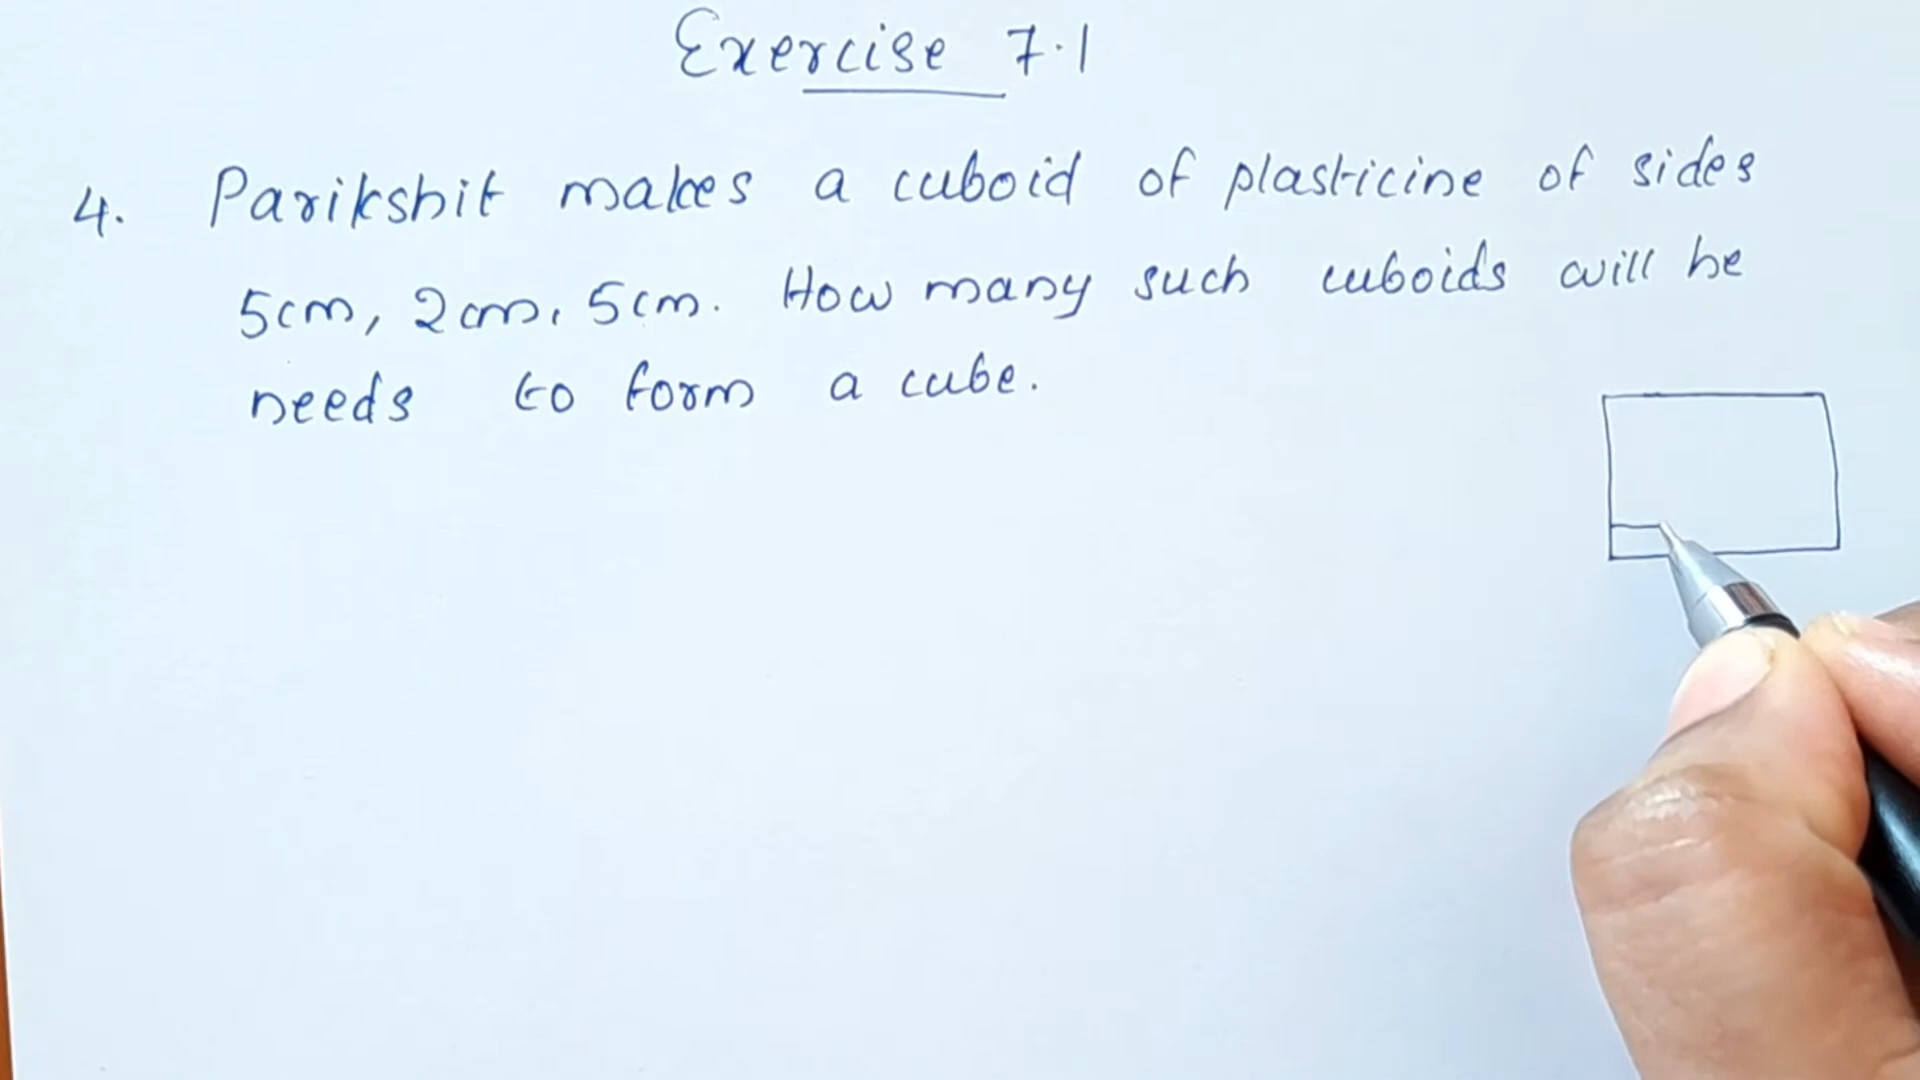 Exercise 7.1
4. Parikshit makes a cuboid of plasticine of sides
5cm, 2cm, 5cm. How many such cuboids will be
needs to form a cube.